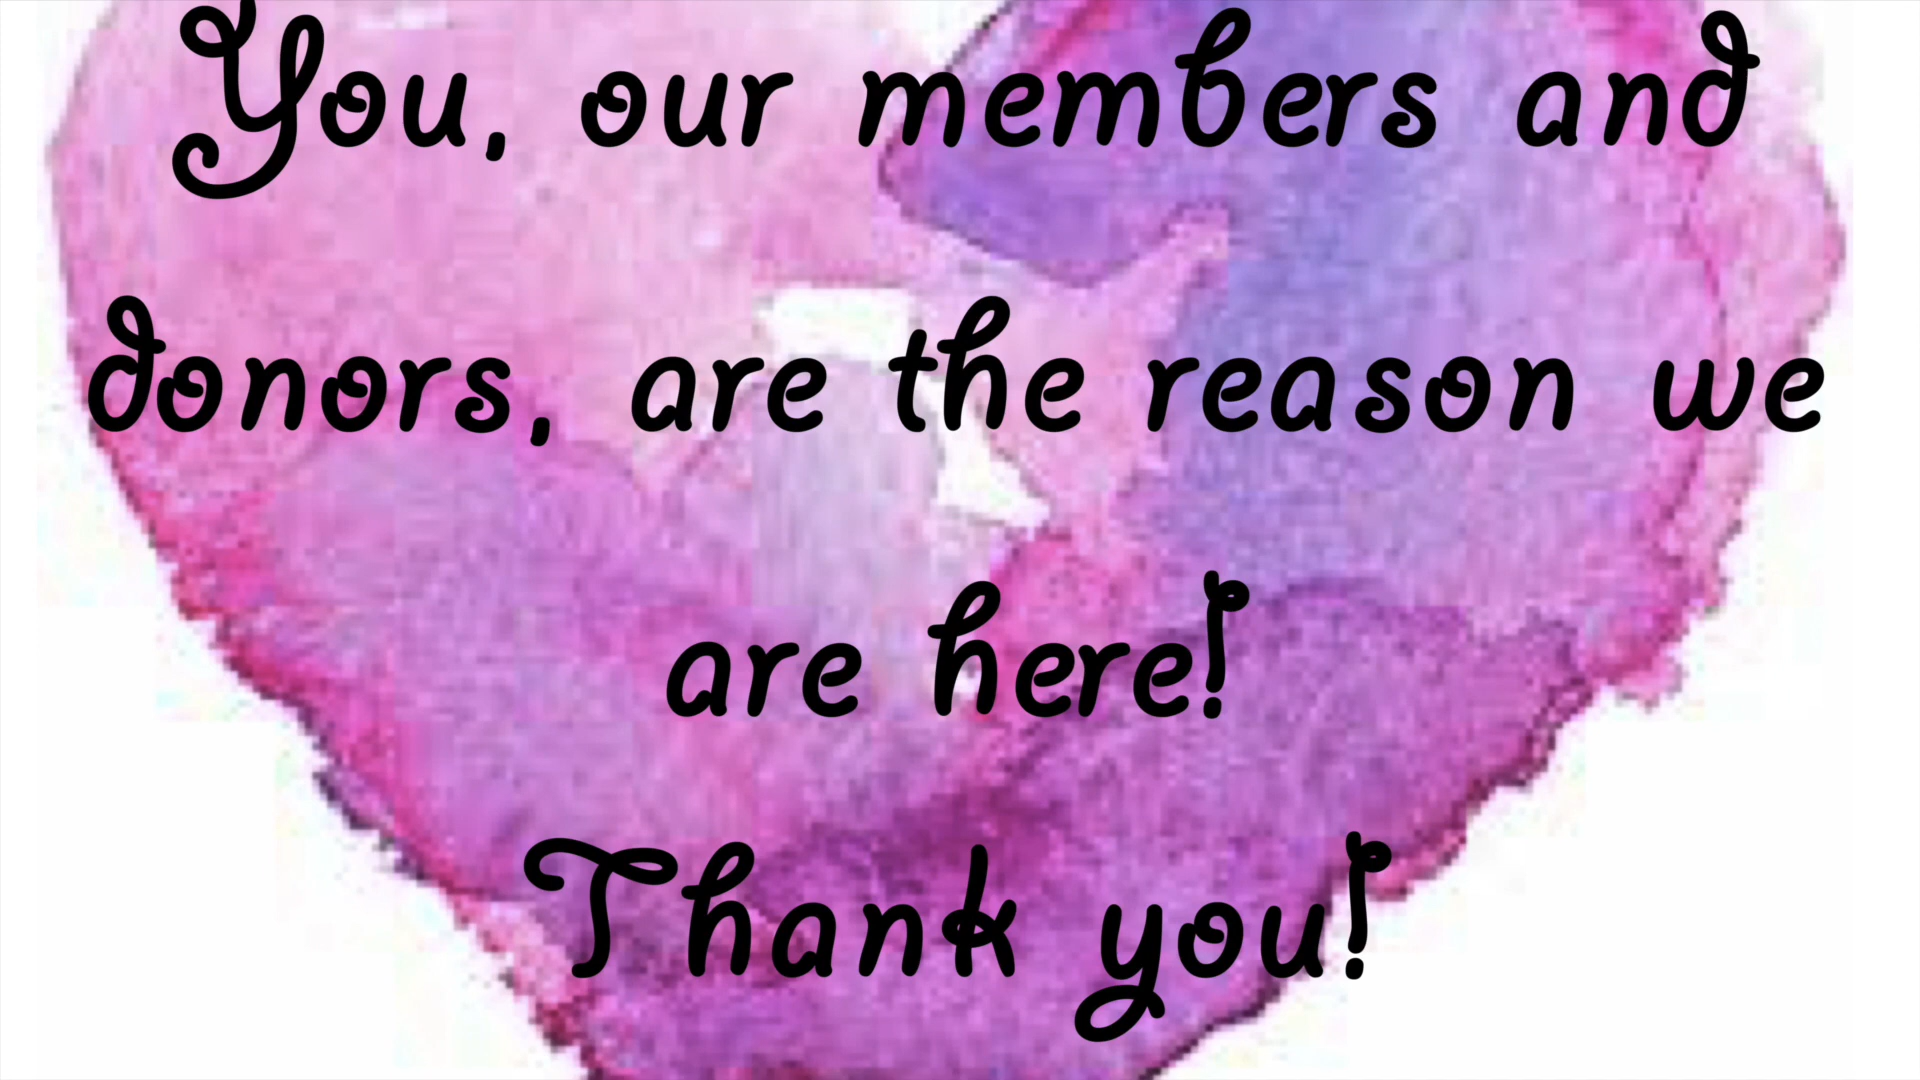 You, our members and
donors, are the reason we
are here!
Thank you!